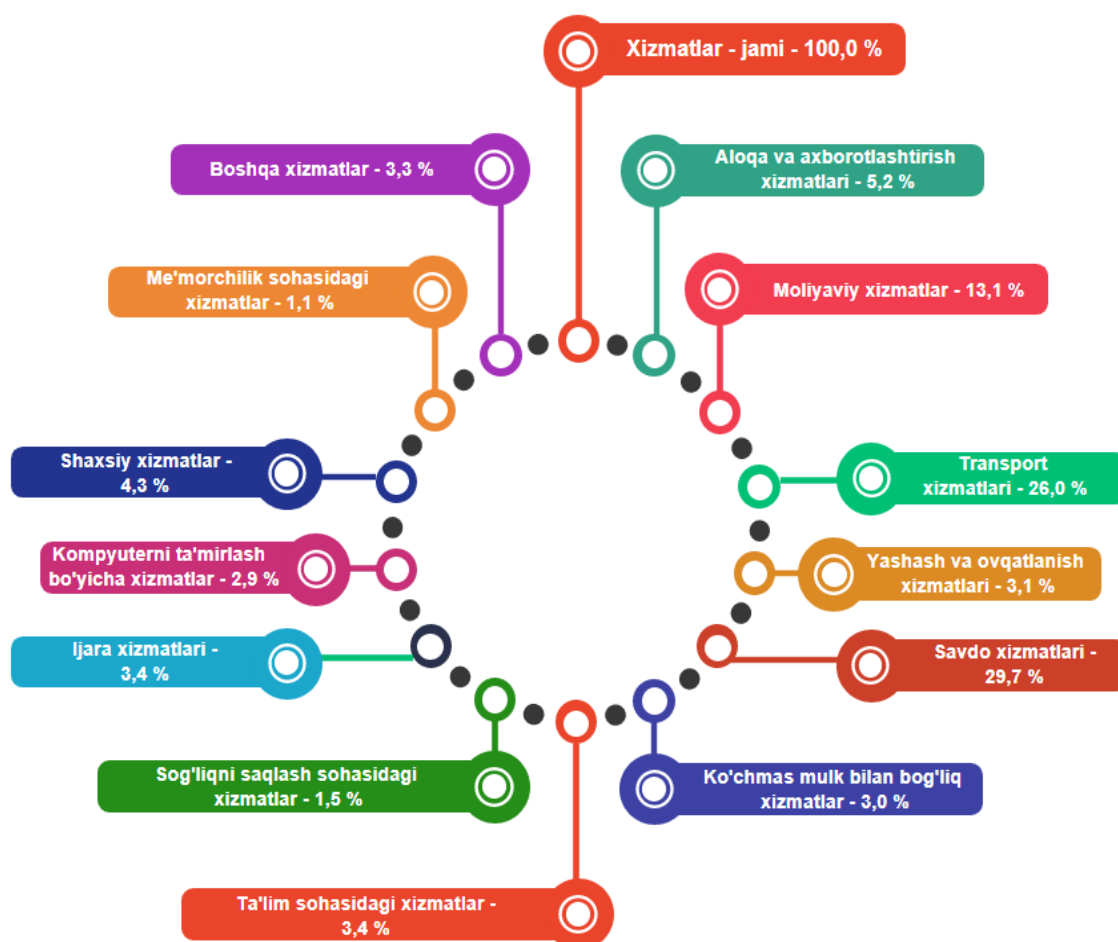 Xizmatlar - jami - 100,0 %
Boshqa xizmatlar - 3,3 %
Aloqa va axborotlashtirish
xizmatlari - 5,2 %
Me'morchilik sohasidagi
xizmatlar - 1,1 %
Moliyaviy xizmatlar - 13,1 %
Shaxsiy xizmatlar -
4,3 %
Transport
xizmatlari - 26,0 %
Kompyuterni ta'mirlash
bo'yicha xizmatlar - 2,9 %
Yashash va ovqatlanish
xizmatlari - 3,1 %
Ijara xizmatlari -
3,4 %
Savdo xizmatlari -
29,7 %
Sog'liqni saqlash sohasidagi
xizmatlar - 1,5 %
Ko'chmas mulk bilan bog'liq
xizmatlar - 3,0 %
Ta'lim sohasidagi xizmatlar -
3,4 %